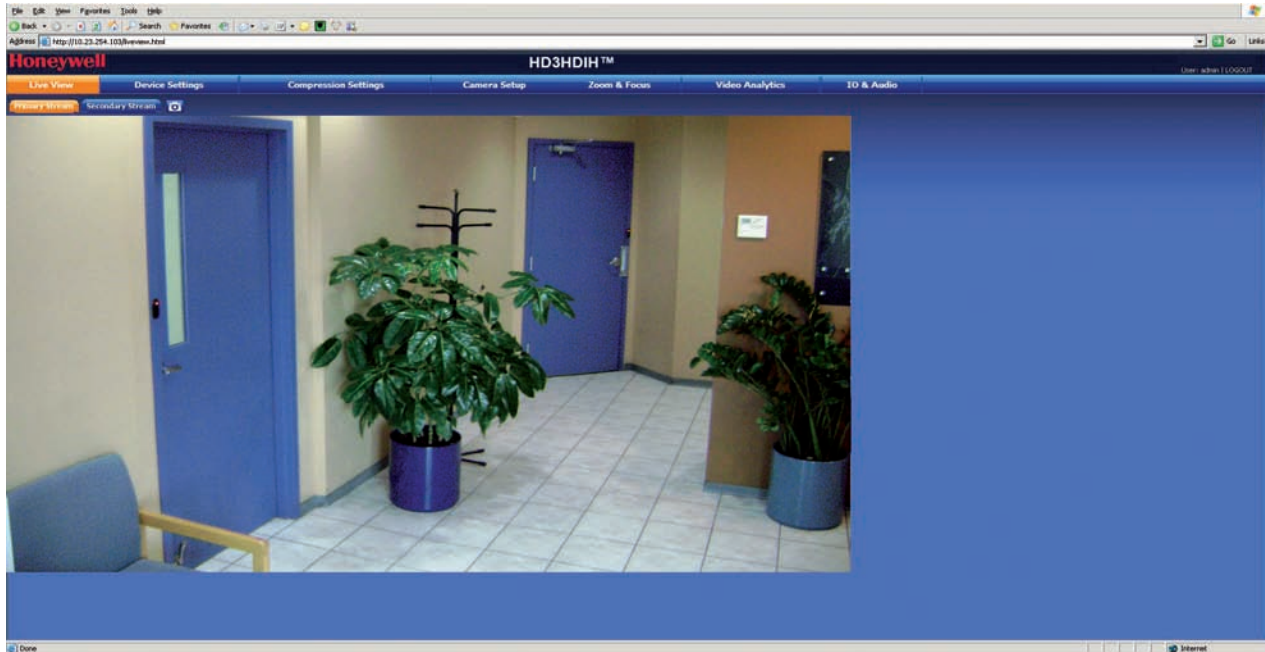 File Edit View Favorites Tools Help
Back Search Favorites
Address http://10.23.254.103/liveview.html Go Links
Honeywell HD3HDIH™
User: admin | LOGOUT
Live View Device Settings Compression Settings Camera Setup Zoom & Focus Video Analytics IO & Audio
Primary Stream Secondary Stream
Done Internet